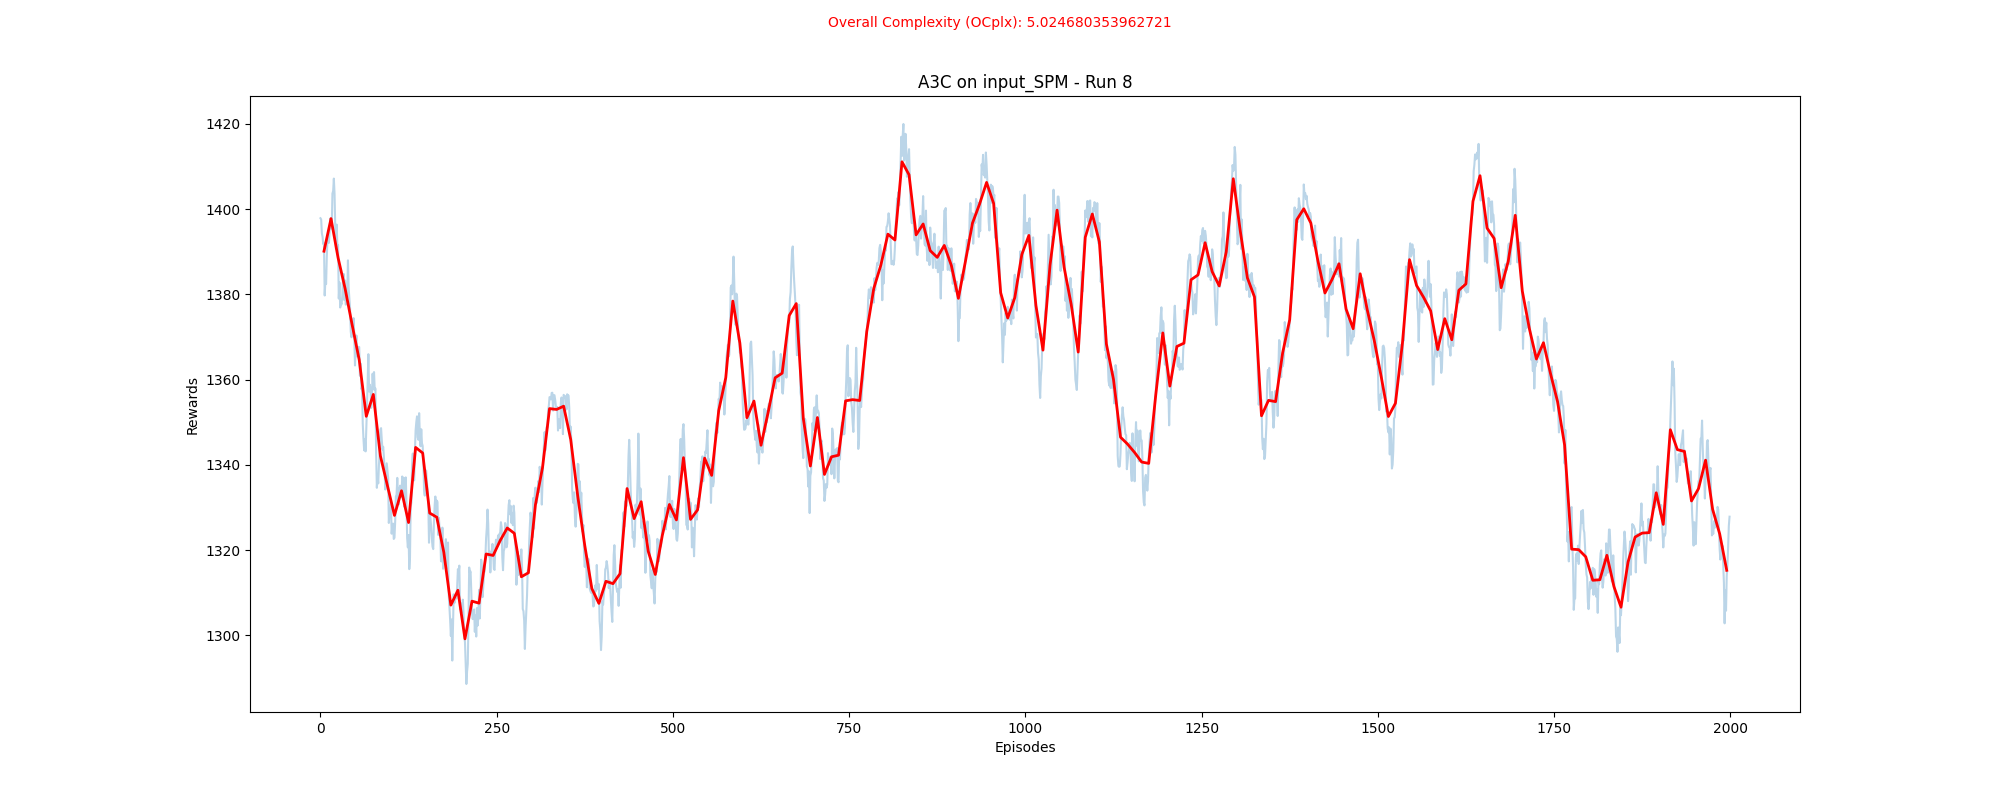 Overall Complexity (OCplx): 5.024680353962721
A3C on input_SPM - Run 8
1420
1400
1380
1360
1340
1320
1300
Rewards
0 250 500 750 1000 1250 1500 1750 2000
Episodes